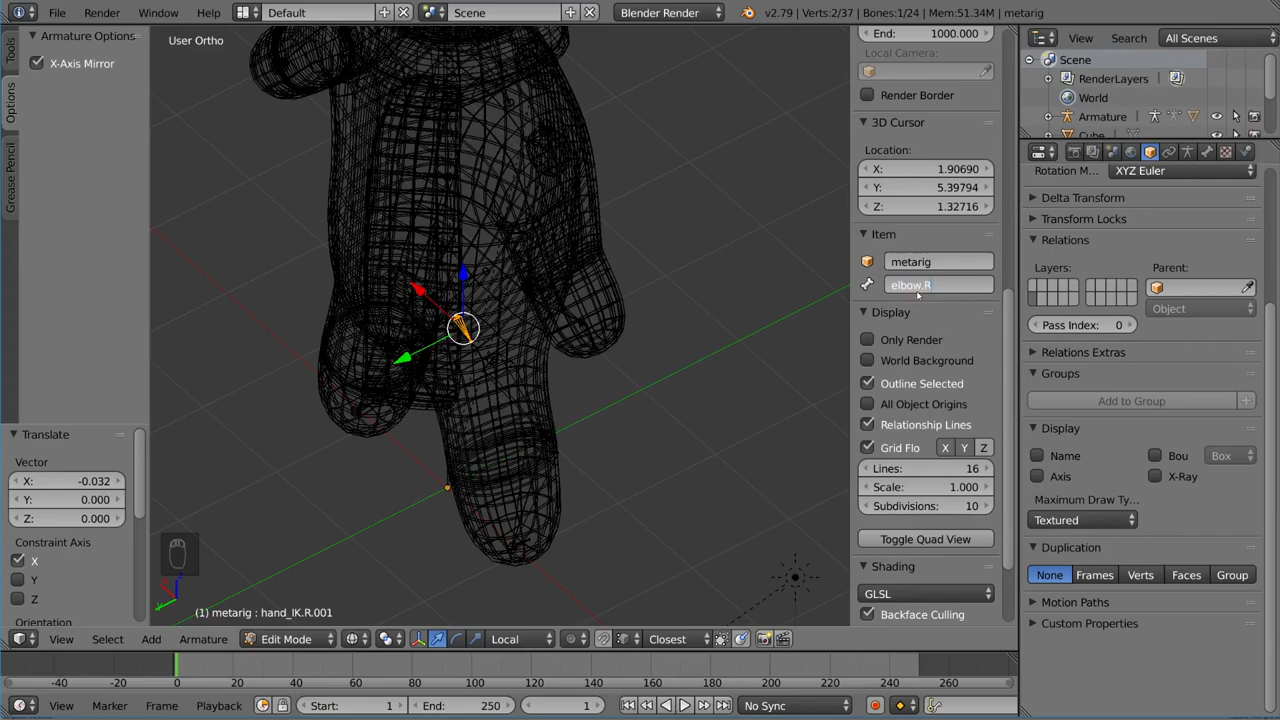 File Render Window Help Default Scene Blender Render v2.79 | Verts:2/37 | Bones:1/24 | Mem:51.34M | metarig
Tools
Options
Grease Pencil
Armature Options
X-Axis Mirror
Translate
Vector
X: -0.032
Y: 0.000
Z: 0.000
Constraint Axis
X
Y
Z
Orientation
User Ortho
(1) metarig : hand_IK.R.001
End: 1000.000
Local Camera:
Render Border
3D Cursor
Location:
X: 1.90690
Y: 5.39794
Z: 1.32716
Item
metarig
elbow.R
Display
Only Render
World Background
Outline Selected
All Object Origins
Relationship Lines
Grid Flo X Y Z
Lines: 16
Scale: 1.000
Subdivisions: 10
Toggle Quad View
Shading
GLSL
Backface Culling
View Search All Scenes
Scene
RenderLayers
World
Armature
Cube
Rotation M... XYZ Euler
Delta Transform
Transform Locks
Relations
Layers: Parent:
Object
Pass Index: 0
Relations Extras
Groups
Add to Group
Display
Name Bou Box
Axis X-Ray
Maximum Draw Ty...
Textured
Duplication
None Frames Verts Faces Group
Motion Paths
Custom Properties
View Select Add Armature Edit Mode Local Closest
-40 -20 0 20 40 60 80 100 120 140 160 180 200 220 240 260
View Marker Frame Playback Start: 1 End: 250 1 No Sync